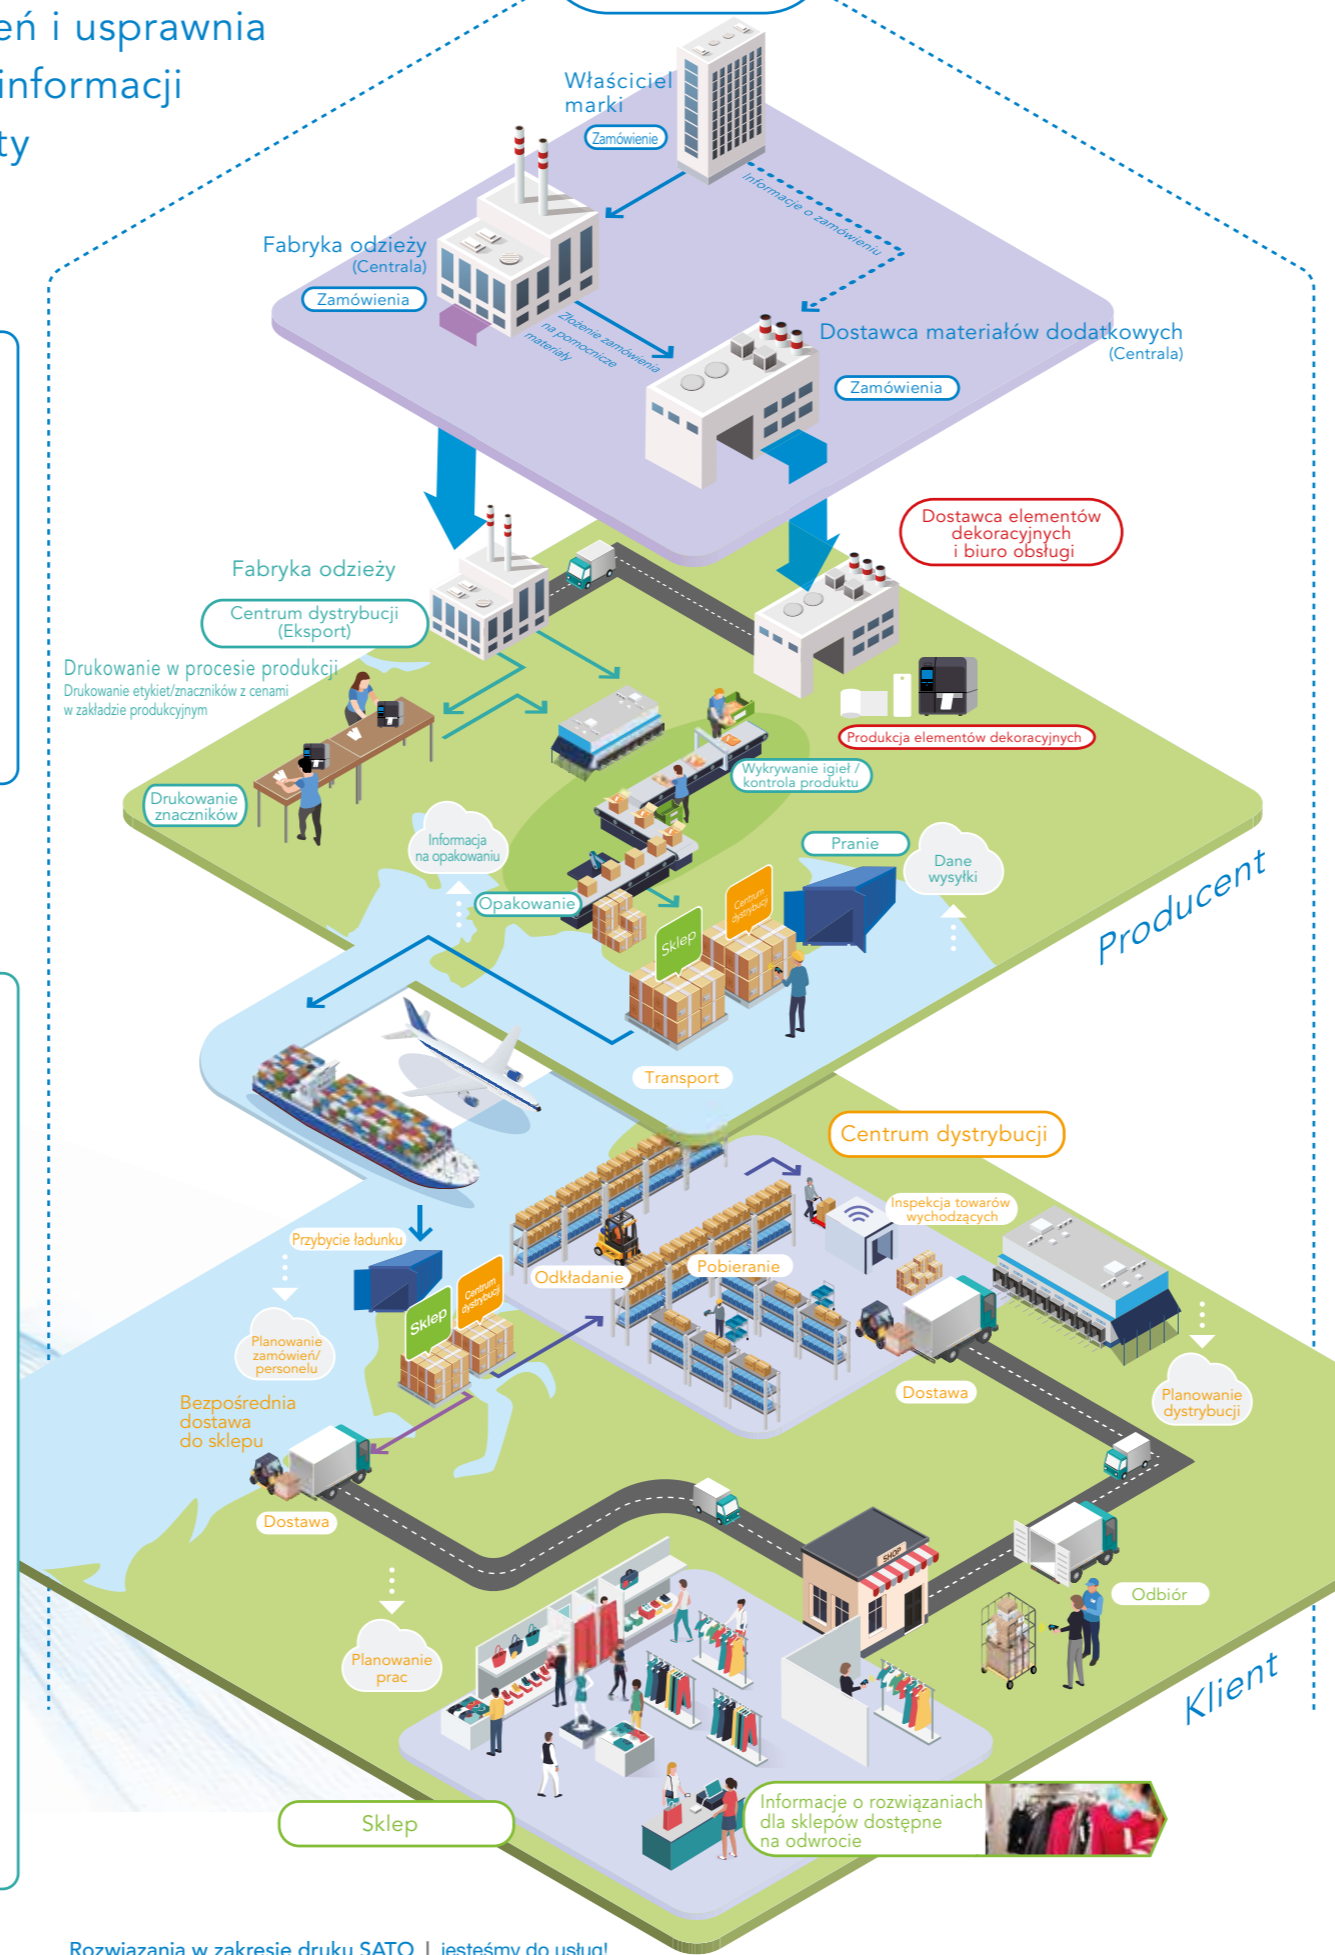 eń i usprawnia
informacji
ty
Właściciel
marki
Zamówienie
Informacje o zamówieniu
Fabryka odzieży
(Centrala)
Zamówienia
Złożenie zamówienia
na pomocnicze
materiały
Dostawca materiałów dodatkowych
(Centrala)
Zamówienia
Dostawca elementów
dekoracyjnych
i biuro obsługi
Fabryka odzieży
Centrum dystrybucji
(Eksport)
Drukowanie w procesie produkcji
Drukowanie etykiet/znaczników z cenami
w zakładzie produkcyjnym
Produkcja elementów dekoracyjnych
Wykrywanie igieł /
kontrola produktu
Drukowanie
znaczników
Informacja
na opakowaniu
Pranie
Dane
wysyłki
Opakowanie
Centrum
dystrybucji
Sklep
Producent
Transport
Centrum dystrybucji
Inspekcja towarów
wychodzących
Przybycie ładunku
Odkładanie
Pobieranie
Centrum
dystrybucji
Sklep
Planowanie
zamówień/
personelu
Dostawa
Planowanie
dystrybucji
Bezpośrednia
dostawa
do sklepu
Dostawa
SHOP
Odbiór
Planowanie
prac
Klient
Sklep
Informacje o rozwiązaniach
dla sklepów dostępne
na odwrocie
Rozwiązania w zakresie druku SATO | jesteśmy do usług!